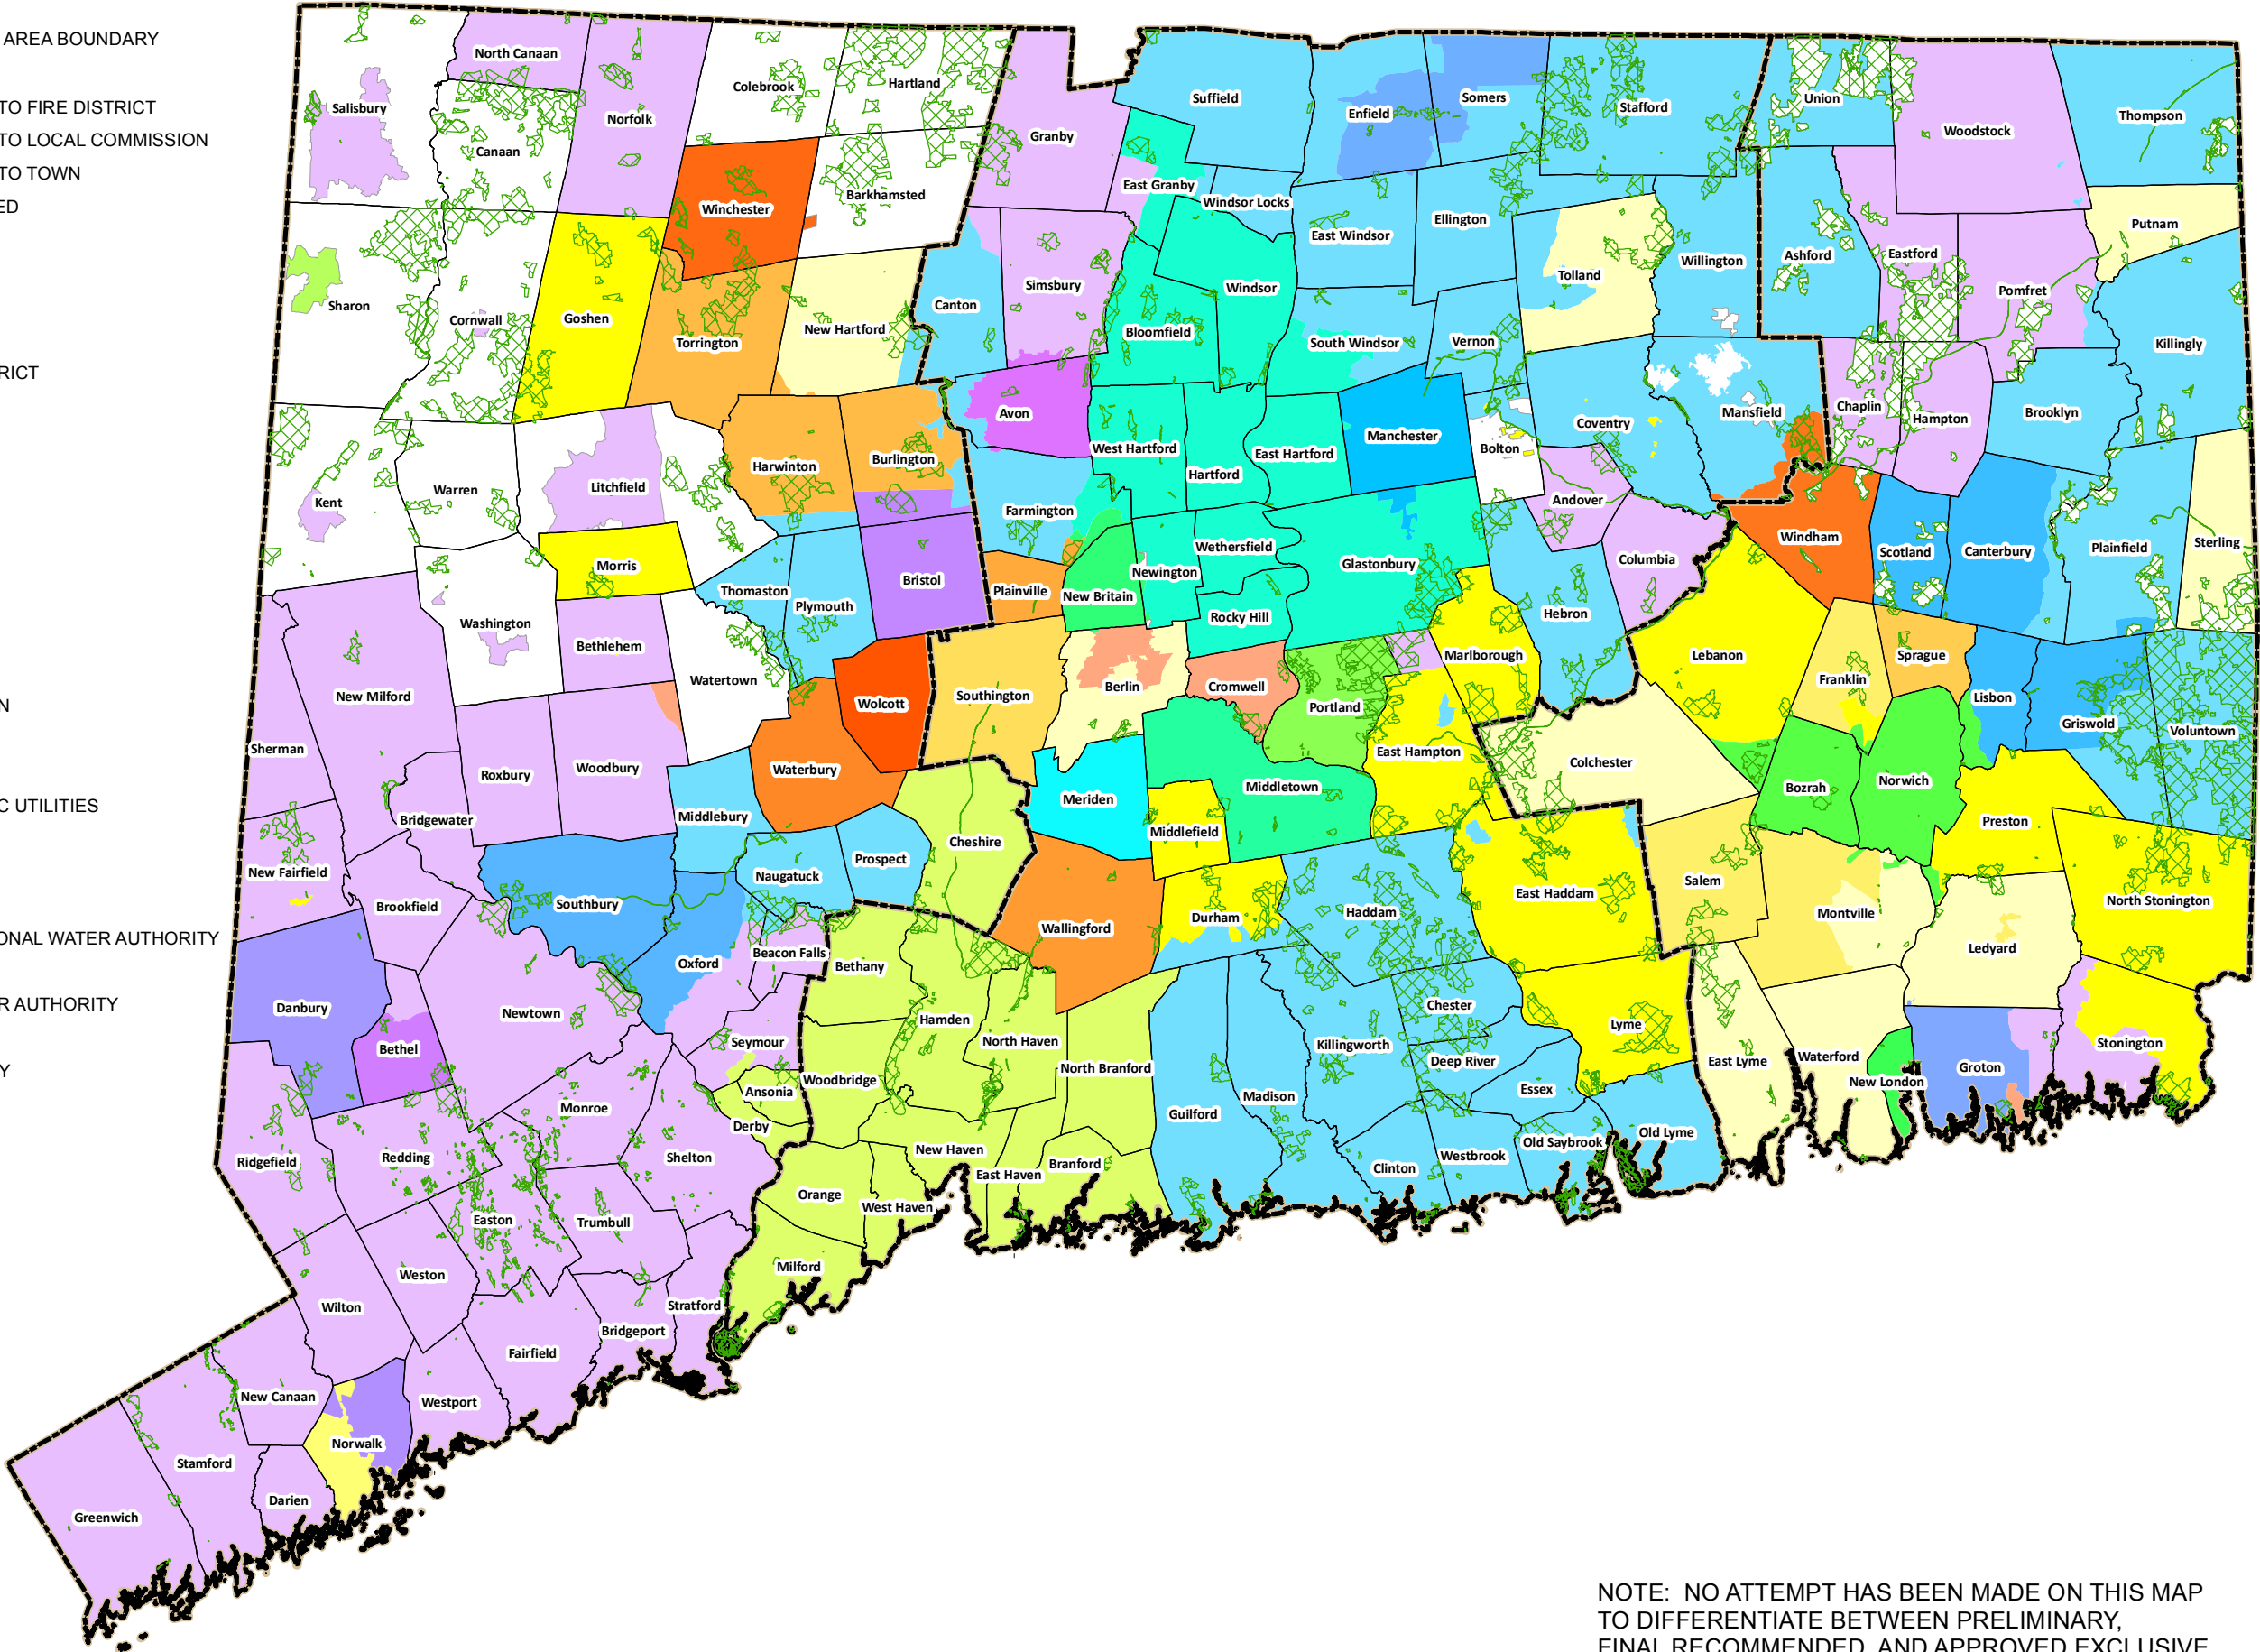 AREA BOUNDARY
TO FIRE DISTRICT
TO LOCAL COMMISSION
TO TOWN
ED
RICT
N
C UTILITIES
ONAL WATER AUTHORITY
R AUTHORITY
Y
North Canaan
Salisbury
Canaan
Norfolk
Colebrook
Hartland
Granby
Suffield
Enfield
Somers
Stafford
Union
Woodstock
Thompson
Winchester
Barkhamsted
East Granby
Windsor Locks
East Windsor
Ellington
Tolland
Willington
Ashford
Eastford
Pomfret
Putnam
Sharon
Cornwall
Goshen
Torrington
New Hartford
Canton
Simsbury
Bloomfield
Windsor
South Windsor
Vernon
Killingly
Avon
West Hartford
Hartford
East Hartford
Manchester
Bolton
Coventry
Mansfield
Chaplin
Hampton
Brooklyn
Kent
Warren
Litchfield
Harwinton
Burlington
Farmington
Andover
Columbia
Windham
Scotland
Canterbury
Plainfield
Sterling
Morris
Thomaston
Plymouth
Bristol
Plainville
New Britain
Newington
Wethersfield
Rocky Hill
Glastonbury
Hebron
Washington
Bethlehem
Watertown
Wolcott
Southington
Berlin
Cromwell
Portland
Marlborough
Lebanon
Franklin
Sprague
Lisbon
Griswold
Voluntown
New Milford
Sherman
Roxbury
Woodbury
Waterbury
East Hampton
Colchester
Bozrah
Norwich
Preston
Bridgewater
Middlebury
Meriden
Middlefield
Middletown
Cheshire
Prospect
Naugatuck
New Fairfield
Brookfield
Southbury
Oxford
Beacon Falls
Bethany
Wallingford
Durham
Haddam
East Haddam
Salem
Montville
Ledyard
North Stonington
Danbury
Bethel
Newtown
Seymour
Hamden
North Haven
North Branford
Chester
Killingworth
Deep River
Essex
Lyme
East Lyme
Waterford
New London
Groton
Stonington
Woodbridge
Ansonia
Derby
Monroe
Shelton
Guilford
Madison
Clinton
Westbrook
Old Saybrook
Old Lyme
Ridgefield
Redding
Easton
Trumbull
New Haven
East Haven
Branford
Orange
West Haven
Milford
Weston
Wilton
Stratford
Bridgeport
Fairfield
New Canaan
Westport
Norwalk
Stamford
Darien
Greenwich
NOTE: NO ATTEMPT HAS BEEN MADE ON THIS MAP
TO DIFFERENTIATE BETWEEN PRELIMINARY,
FINAL RECOMMENDED, AND APPROVED EXCLUSIVE